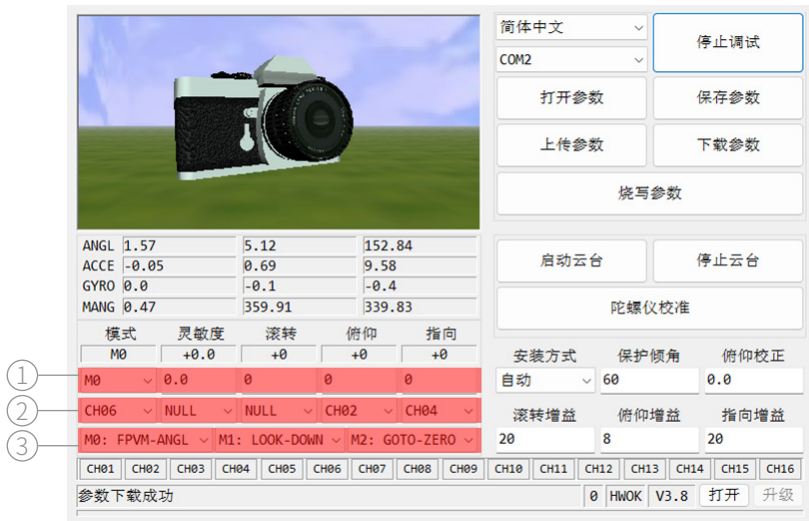 简体中文
停止调试
COM2
打开参数
保存参数
上传参数
下载参数
烧写参数
ANGL 1.57 5.12 152.84
ACCE -0.05 0.69 9.58
GYRO 0.0 -0.1 -0.4
MANG 0.47 359.91 339.83
启动云台
停止云台
陀螺仪校准
模式 灵敏度 滚转 俯仰 指向
M0 +0.0 +0 +0 +0
① M0 0.0 0 0 0
② CH06 NULL NULL CH02 CH04
③ M0: FPVM-ANGL M1: LOOK-DOWN M2: GOTO-ZERO
安装方式 保护倾角 俯仰校正
自动 60 0.0
滚转增益 俯仰增益 指向增益
20 8 20
CH01 CH02 CH03 CH04 CH05 CH06 CH07 CH08 CH09 CH10 CH11 CH12 CH13 CH14 CH15 CH16
参数下载成功 0 HWOK V3.8 打开 升级